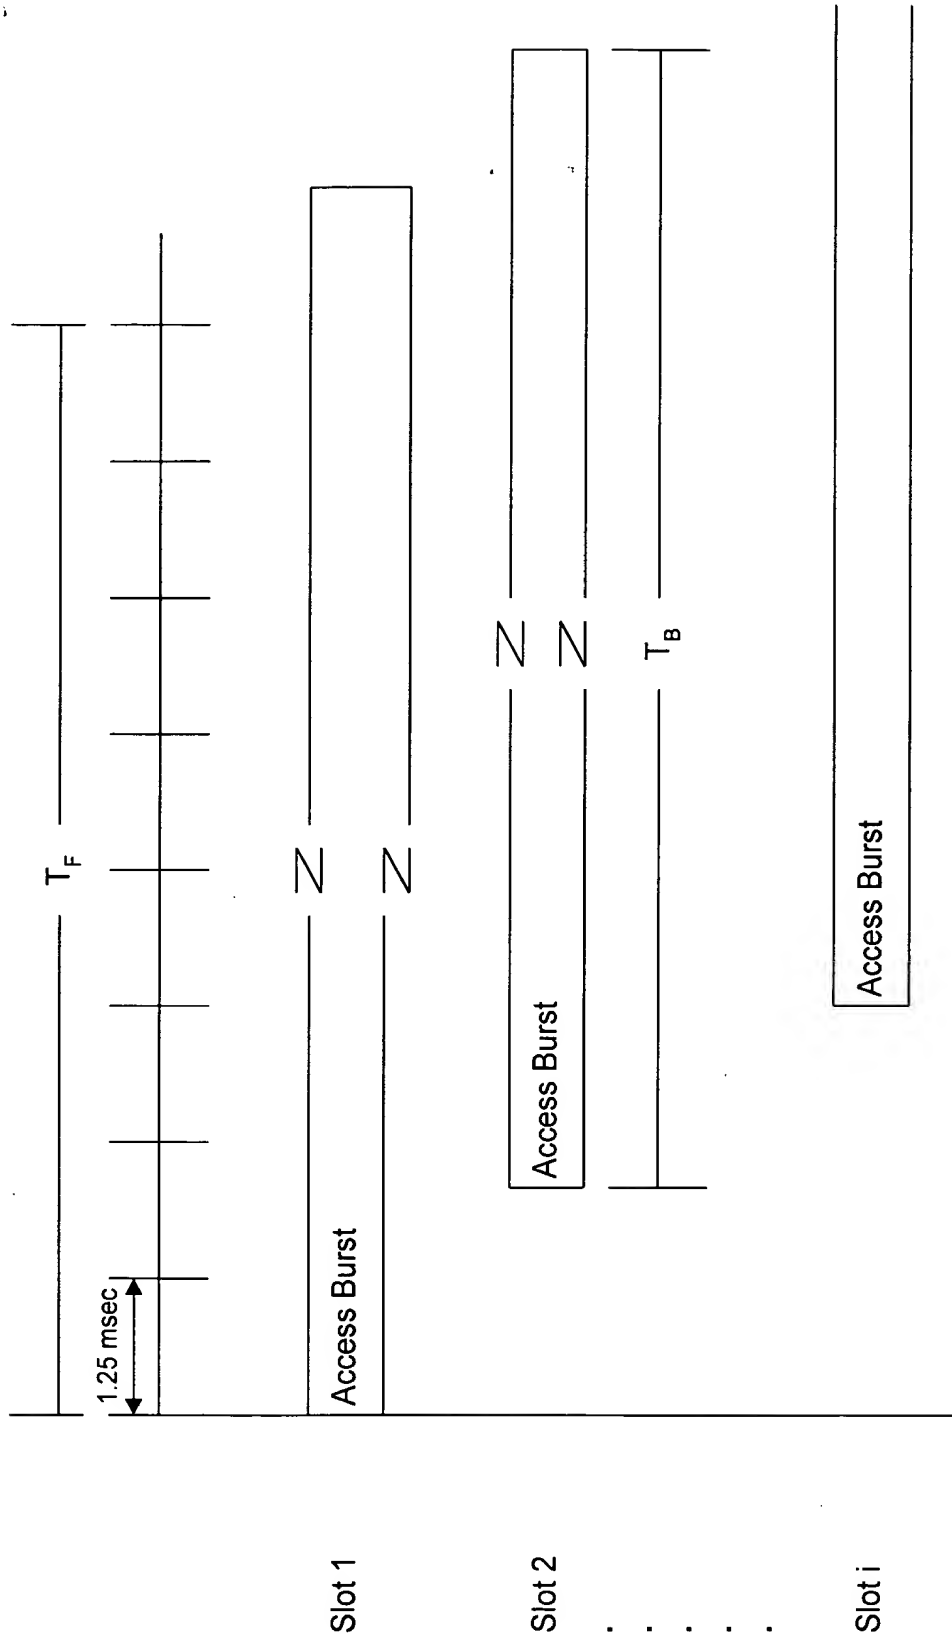 T_F
1.25 msec
Slot 1
Access Burst
N
N
Slot 2
Access Burst
N
N
T_B
. . . . .
Slot i
Access Burst